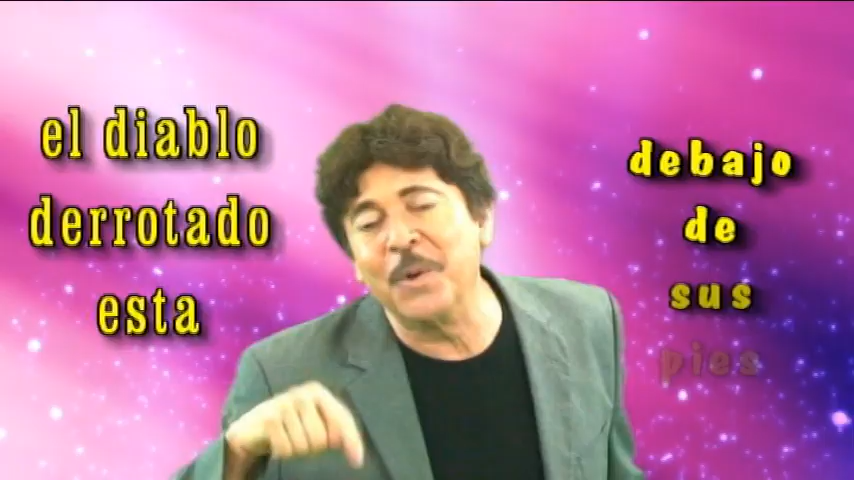 el diablo
derrotado
esta
debajo
de
sus
pies